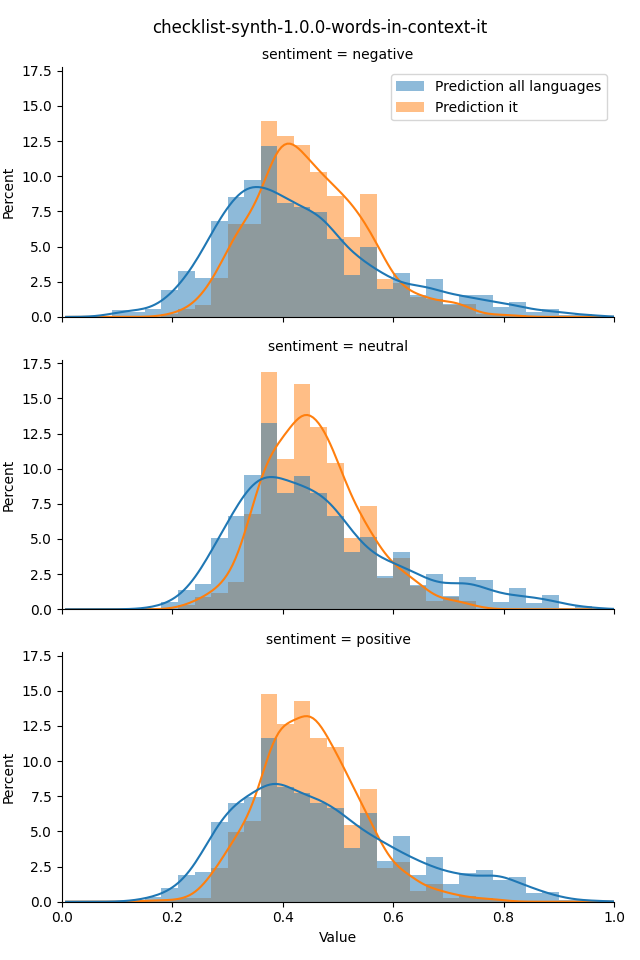 checklist-synth-1.0.0-words-in-context-it
sentiment = negative
17.5
15.0
12.5
10.0
7.5
5.0
2.5
0.0
Percent
Prediction all languages
Prediction it
sentiment = neutral
17.5
15.0
12.5
10.0
7.5
5.0
2.5
0.0
Percent
sentiment = positive
17.5
15.0
12.5
10.0
7.5
5.0
2.5
0.0
Percent
0.0 0.2 0.4 0.6 0.8 1.0
Value